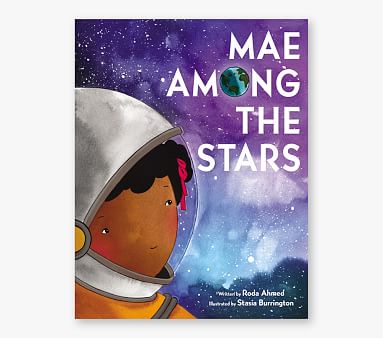 MAE
AMONG
THE
STARS
Written by Roda Ahmed
Illustrated by Stasia Burrington